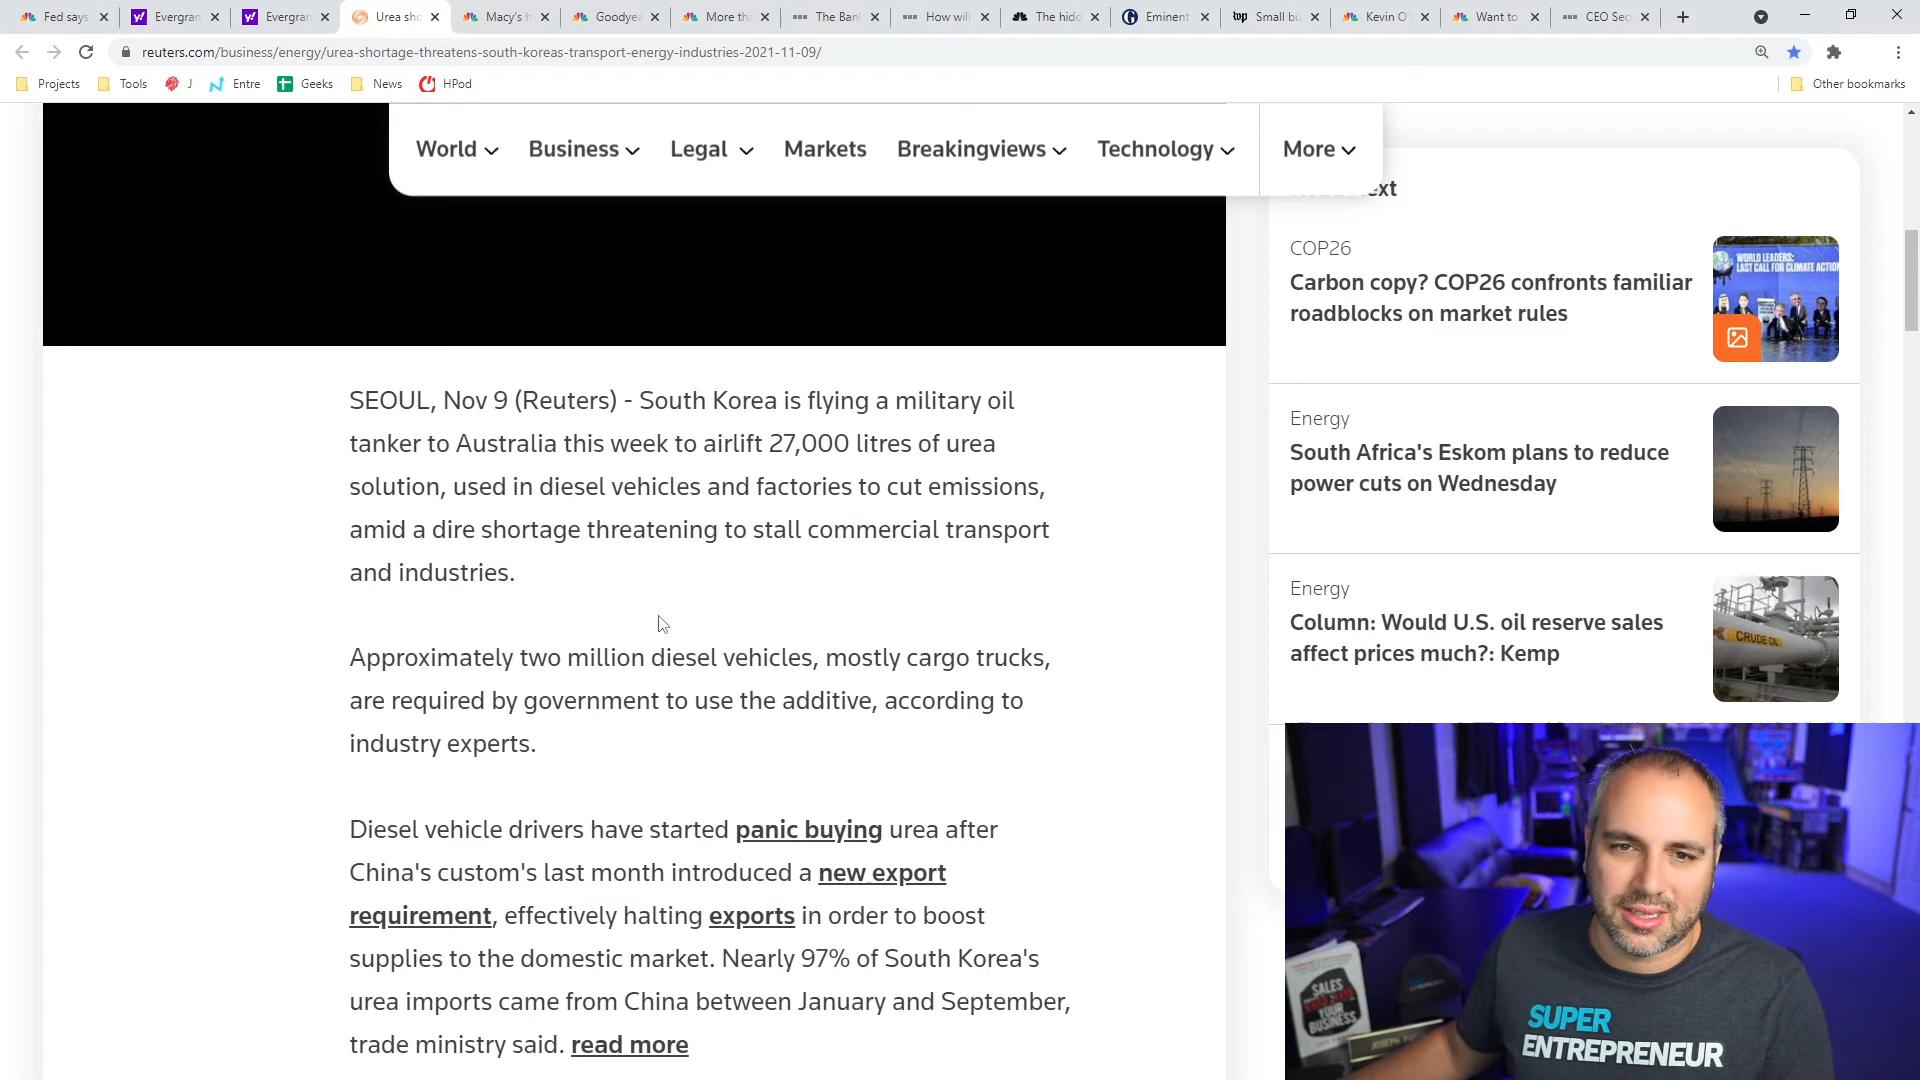 Fed says
Evergran
Evergran
Urea sho
Macy's h
Goodyea
More tha
The Ban
How will
The hidd
Eminent
Small bu
Kevin O'
Want to
CEO Sec
reuters.com/business/energy/urea-shortage-threatens-south-koreas-transport-energy-industries-2021-11-09/
Projects
Tools
J
Entre
Geeks
News
HPod
Other bookmarks
World
Business
Legal
Markets
Breakingviews
Technology
More
SEOUL, Nov 9 (Reuters) - South Korea is flying a military oil
tanker to Australia this week to airlift 27,000 litres of urea
solution, used in diesel vehicles and factories to cut emissions,
amid a dire shortage threatening to stall commercial transport
and industries.
Approximately two million diesel vehicles, mostly cargo trucks,
are required by government to use the additive, according to
industry experts.
Diesel vehicle drivers have started panic buying urea after
China's custom's last month introduced a new export
requirement, effectively halting exports in order to boost
supplies to the domestic market. Nearly 97% of South Korea's
urea imports came from China between January and September,
trade ministry said. read more
COP26
Carbon copy? COP26 confronts familiar
roadblocks on market rules
WORLD LEADERS:
LAST CALL FOR CLIMATE ACTION
Energy
South Africa's Eskom plans to reduce
power cuts on Wednesday
Energy
Column: Would U.S. oil reserve sales
affect prices much?: Kemp
CRUDE OIL
SALES
YOUR
BUSINESS
JOSEPH
SUPER
ENTREPRENEUR